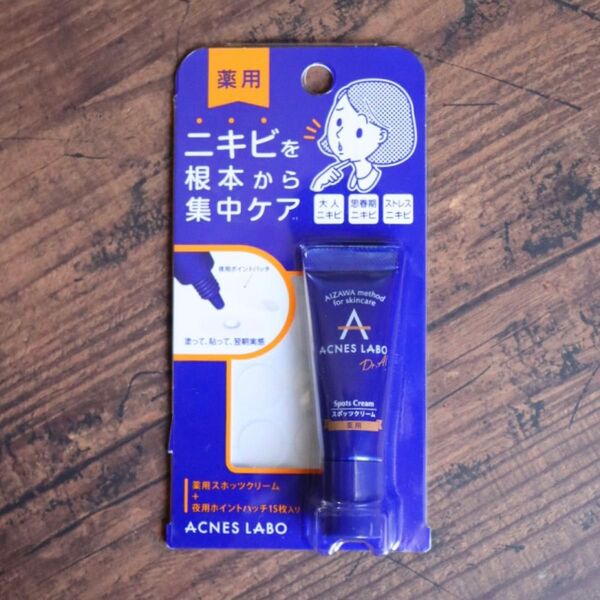 薬用
ニキビを
根本から
集中ケア
大人
ニキビ
思春期
ニキビ
ストレス
ニキビ
夜用ポイントパッチ
塗って、貼って、翌朝実感
AIZAWA method
for skincare
A
ACNES LABO
Dr.AI
Spots Cream
スポッツクリーム
薬用
薬用スポッツクリーム
+
夜用ポイントパッチ15枚入り
ACNES LABO